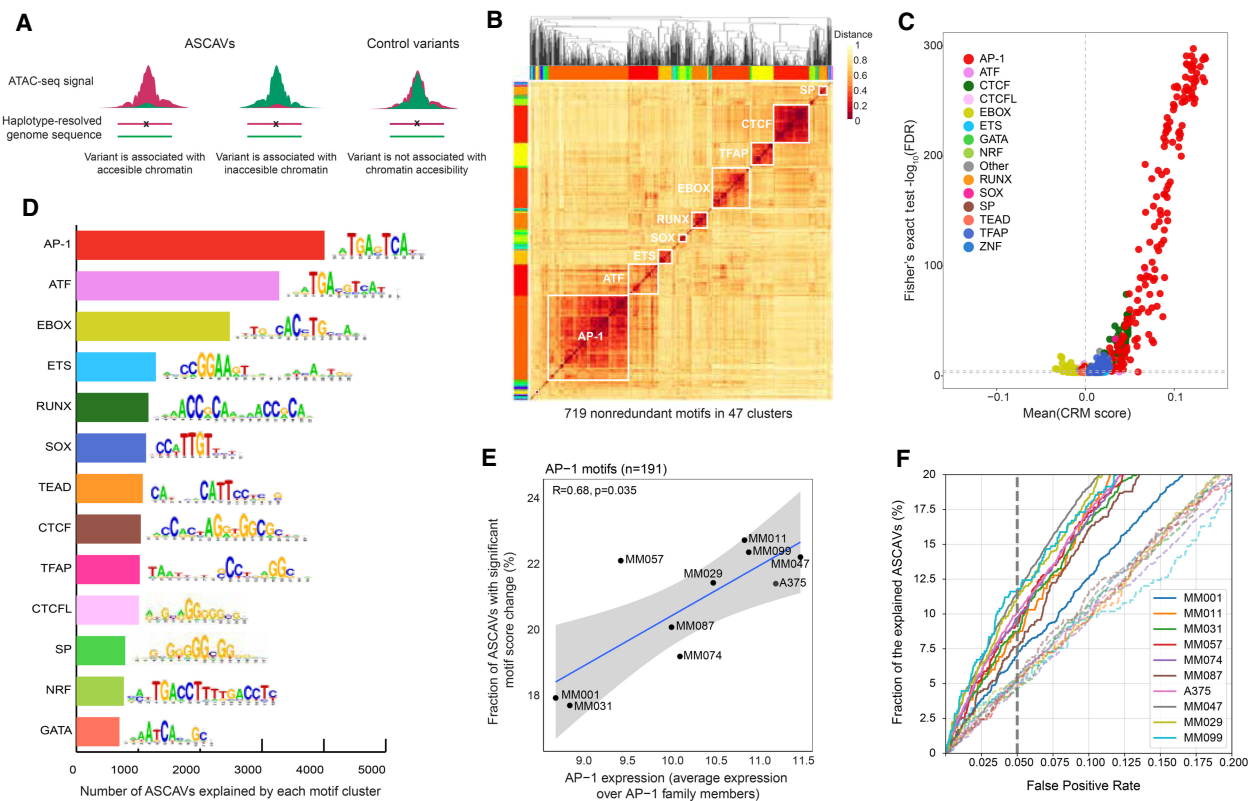 A
ASCAVs
Control variants
ATAC-seq signal
Haplotype-resolved
genome sequence
x
x
x
Variant is associated with
accesible chromatin
Variant is associated with
inaccesible chromatin
Variant is not associated with
chromatin accesibility
B
Distance
1
0.8
0.6
0.4
0.2
0
SP
CTCF
TFAP
EBOX
RUNX
SOX
ETS
ATF
AP-1
719 nonredundant motifs in 47 clusters
C
Fisher's exact test -log10(FDR)
300
200
100
0
AP-1
ATF
CTCF
CTCFL
EBOX
ETS
GATA
NRF
Other
RUNX
SOX
SP
TEAD
TFAP
ZNF
−0.1
0.0
0.1
Mean(CRM score)
D
AP-1
ATF
EBOX
ETS
RUNX
SOX
TEAD
CTCF
TFAP
CTCFL
SP
NRF
GATA
0
1000
2000
3000
4000
5000
Number of ASCAVs explained by each motif cluster
E
AP−1 motifs (n=191)
R=0.68, p=0.035
Fraction of ASCAVs with significant
motif score change (%)
24
22
20
18
MM011
MM099
MM057
MM047
MM029
A375
MM087
MM074
MM001
MM031
9.0
9.5
10.0
10.5
11.0
11.5
AP-1 expression (average expression
over AP-1 family members)
F
Fraction of the explained ASCAVs (%)
20
17.5
15.0
12.5
10
7.5
5
2.5
0
MM001
MM011
MM031
MM057
MM074
MM087
A375
MM047
MM029
MM099
0.025
0.050
0.075
0.100
0.125
0.150
0.175
0.200
False Positive Rate